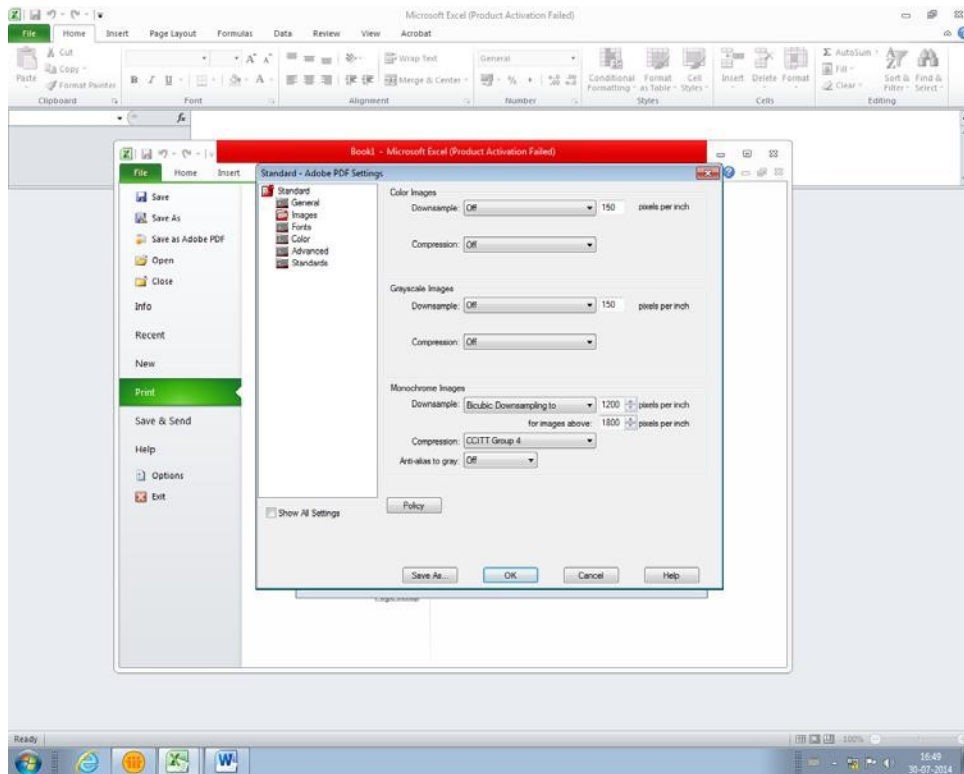 Microsoft Excel (Product Activation Failed)
File Home Insert Page Layout Formulas Data Review View Acrobat
Cut
Copy
Format Painter
Paste
Clipboard
B I U
A A
A
Font
Wrap Text
Merge & Center
Alignment
General
%
Number
Conditional Formatting
Format as Table
Cell Styles
Styles
Insert Delete Format
Cells
Σ AutoSum
Fill
Clear
Sort & Filter
Find & Select
Editing
fx
Book1 - Microsoft Excel (Product Activation Failed)
File Home Insert
Save
Save As
Save as Adobe PDF
Open
Close
Info
Recent
New
Print
Save & Send
Help
Options
Exit
Standard - Adobe PDF Settings
Standard
General
Images
Fonts
Color
Advanced
Standards
Show All Settings
Color Images
Downsample: Off 150 pixels per inch
Compression: Off
Grayscale Images
Downsample: Off 150 pixels per inch
Compression: Off
Monochrome Images
Downsample: Bicubic Downsampling to 1200 pixels per inch
for images above: 1800 pixels per inch
Compression: CCITT Group 4
Anti-alias to gray: Off
Policy
Save As... OK Cancel Help
Ready
100%
16:49
30-07-2014